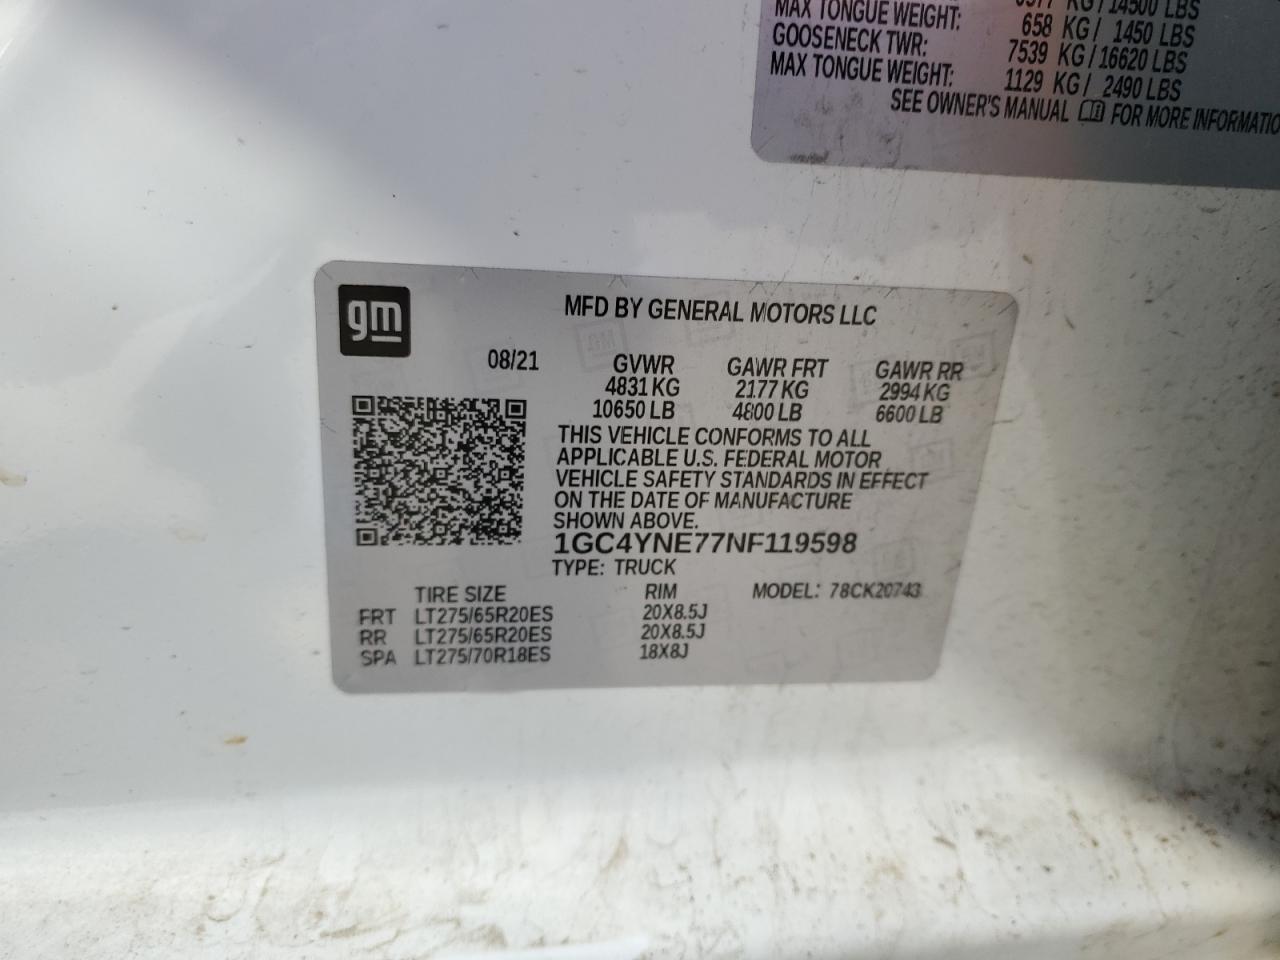 KG/14500 LBS
MAX TONGUE WEIGHT: 658 KG/ 1450 LBS
GOOSENECK TWR: 7539 KG/16620 LBS
MAX TONGUE WEIGHT: 1129 KG/ 2490 LBS
SEE OWNER'S MANUAL FOR MORE INFORMATIO
gm
MFD BY GENERAL MOTORS LLC
08/21 GVWR GAWR FRT GAWR RR
4831 KG 2177 KG 2994 KG
10650 LB 4800 LB 6600 LB
THIS VEHICLE CONFORMS TO ALL
APPLICABLE U.S. FEDERAL MOTOR
VEHICLE SAFETY STANDARDS IN EFFECT
ON THE DATE OF MANUFACTURE
SHOWN ABOVE.
1GC4YNE77NF119598
TYPE: TRUCK
TIRE SIZE RIM MODEL: 78CK20743
FRT LT275/65R20ES 20X8.5J
RR LT275/65R20ES 20X8.5J
SPA LT275/70R18ES 18X8J